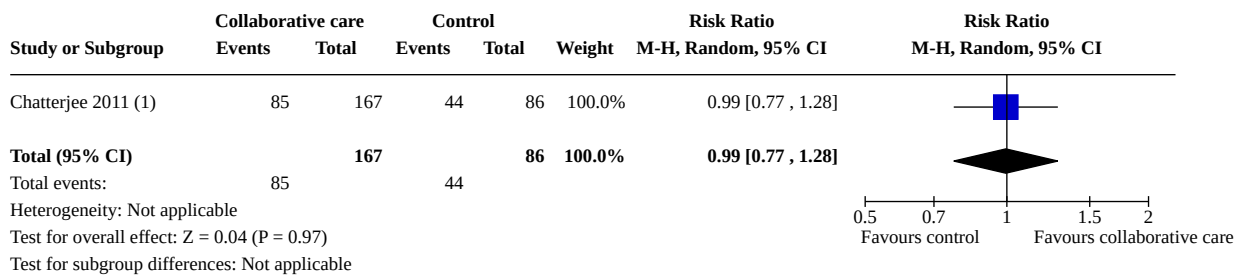 Collaborative care Control Risk Ratio Risk Ratio
Study or Subgroup Events Total Events Total Weight M-H, Random, 95% CI M-H, Random, 95% CI
Chatterjee 2011 (1) 85 167 44 86 100.0% 0.99 [0.77 , 1.28]
Total (95% CI) 167 86 100.0% 0.99 [0.77 , 1.28]
Total events: 85 44
Heterogeneity: Not applicable
0.5 0.7 1 1.5 2
Test for overall effect: Z = 0.04 (P = 0.97) Favours control Favours collaborative care
Test for subgroup differences: Not applicable